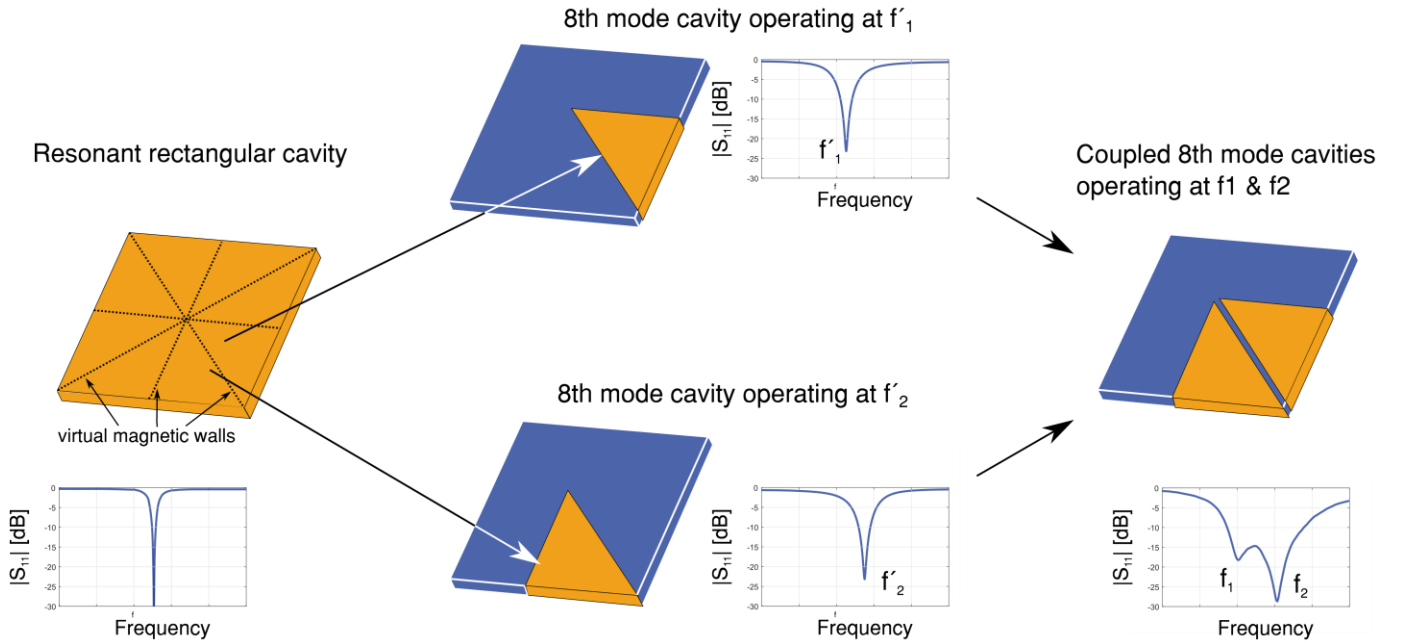 8th mode cavity operating at f´1
|S11| [dB]
0
-5
-10
-15
-20
-25
-30
f´1
f
Frequency
Resonant rectangular cavity
virtual magnetic walls
|S11| [dB]
0
-5
-10
-15
-20
-25
-30
f
Frequency
8th mode cavity operating at f´2
|S11| [dB]
0
-5
-10
-15
-20
-25
-30
f´2
f
Frequency
Coupled 8th mode cavities
operating at f1 & f2
|S11| [dB]
0
-5
-10
-15
-20
-25
-30
f1
f2
Frequency